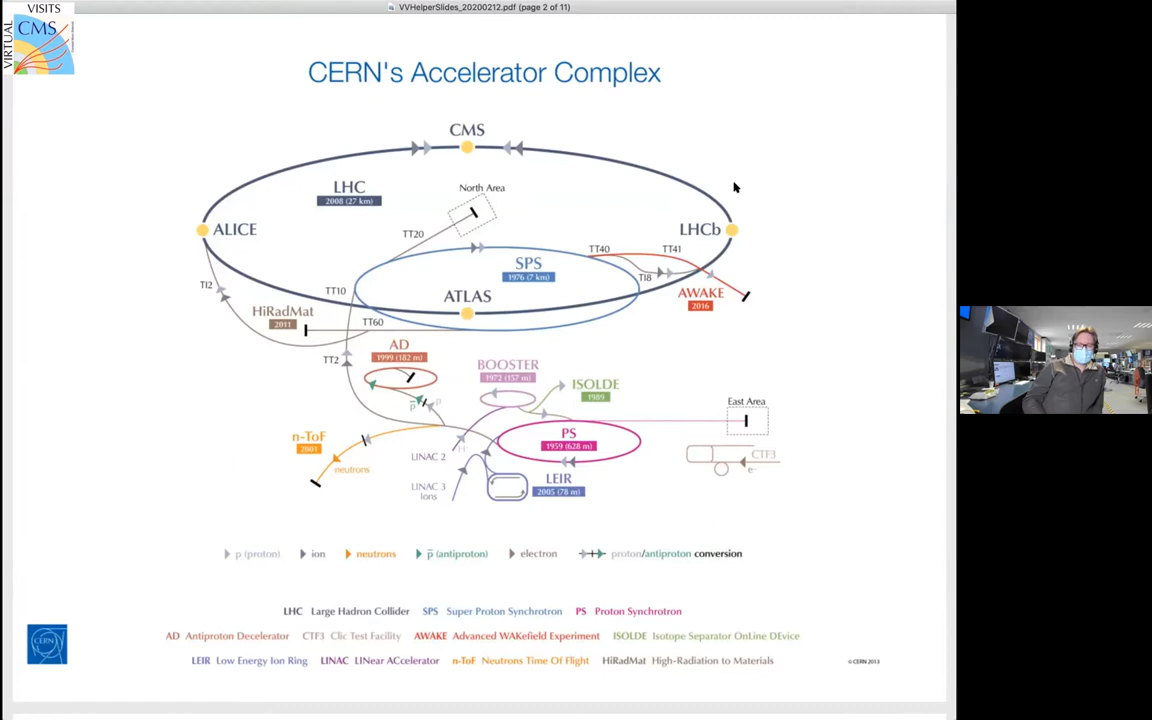 VVHelperSlides_20200212.pdf (page 2 of 11)
VIRTUAL
VISITS
CMS
CERN's Accelerator Complex
CMS
LHC
2008 (27 km)
North Area
ALICE
TT20
LHCb
TT40
TT41
SPS
1976 (7 km)
TI8
TI2
TT10
ATLAS
AWAKE
2016
HiRadMat
2011
TT60
TT2
AD
1999 (182 m)
BOOSTER
1972 (157 m)
ISOLDE
1989
p̄
p
East Area
n-ToF
2001
PS
1959 (628 m)
LINAC 2
H⁻
neutrons
CTF3
e⁻
LINAC 3
Ions
LEIR
2005 (78 m)
p (proton) ion neutrons p̄ (antiproton) electron proton/antiproton conversion
LHC Large Hadron Collider SPS Super Proton Synchrotron PS Proton Synchrotron
AD Antiproton Decelerator CTF3 Clic Test Facility AWAKE Advanced WAKefield Experiment ISOLDE Isotope Separator OnLine DEvice
LEIR Low Energy Ion Ring LINAC LINear ACcelerator n-ToF Neutrons Time Of Flight HiRadMat High-Radiation to Materials
CERN
© CERN 2013